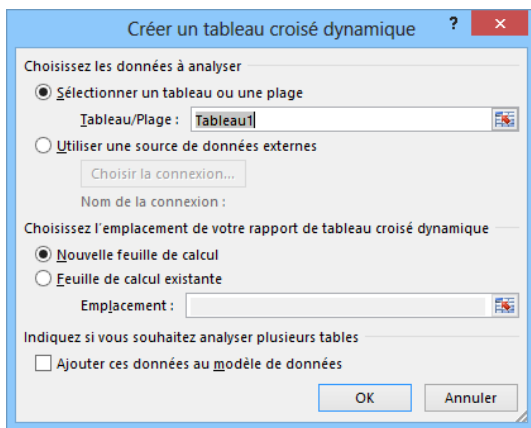 Créer un tableau croisé dynamique ? ×
Choisissez les données à analyser
Sélectionner un tableau ou une plage
Tableau/Plage : Tableau1
Utiliser une source de données externes
Choisir la connexion...
Nom de la connexion :
Choisissez l'emplacement de votre rapport de tableau croisé dynamique
Nouvelle feuille de calcul
Feuille de calcul existante
Emplacement :
Indiquez si vous souhaitez analyser plusieurs tables
Ajouter ces données au modèle de données
OK Annuler